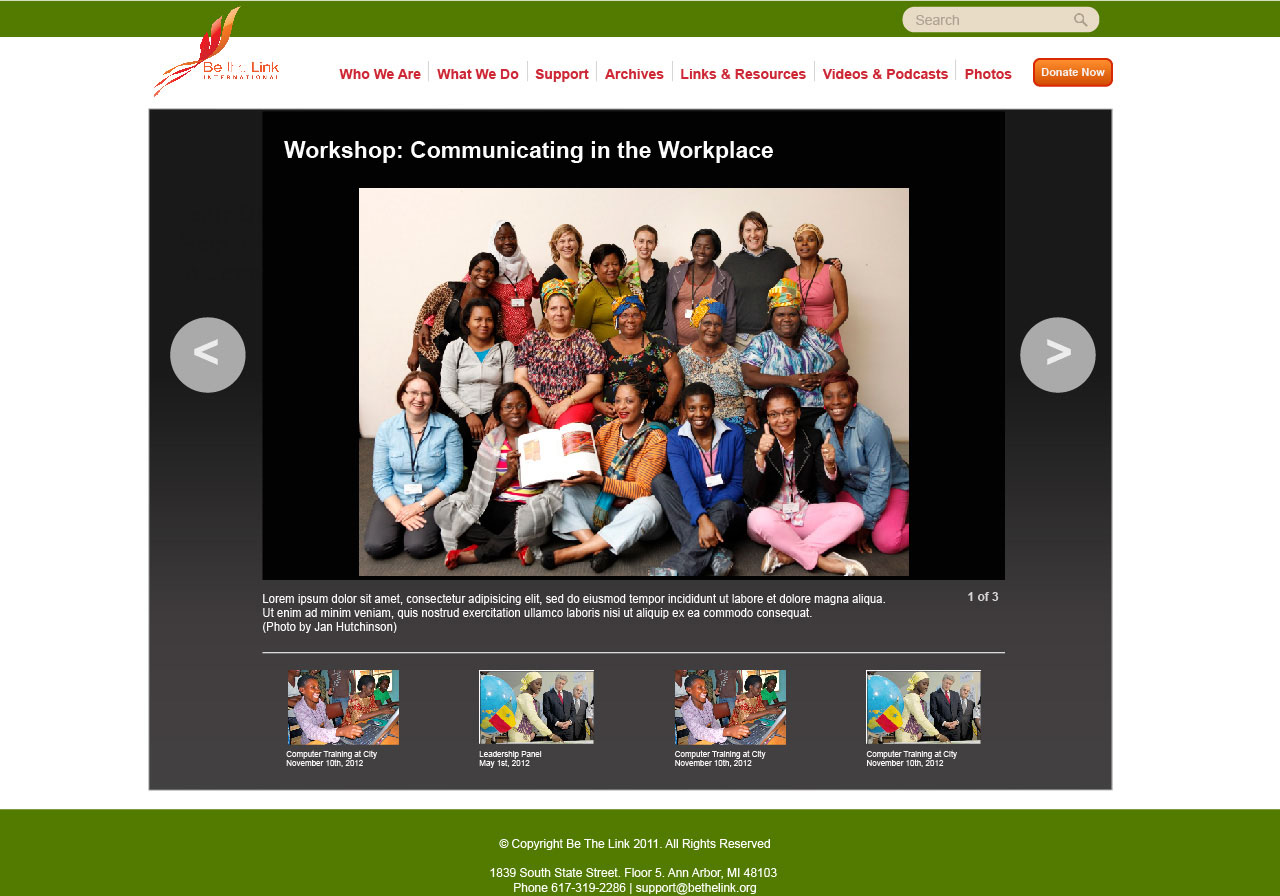 Search
Be The Link
INTERNATIONAL
Who We Are
What We Do
Support
Archives
Links & Resources
Videos & Podcasts
Photos
Donate Now
Workshop: Communicating in the Workplace
<
>
Lorem ipsum dolor sit amet, consectetur adipisicing elit, sed do eiusmod tempor incididunt ut labore et dolore magna aliqua.
Ut enim ad minim veniam, quis nostrud exercitation ullamco laboris nisi ut aliquip ex ea commodo consequat.
(Photo by Jan Hutchinson)
1 of 3
Computer Training at City
November 10th, 2012
Leadership Panel
May 1st, 2012
Computer Training at City
November 10th, 2012
Computer Training at City
November 10th, 2012
© Copyright Be The Link 2011. All Rights Reserved
1839 South State Street. Floor 5. Ann Arbor, MI 48103
Phone 617-319-2286 | support@bethelink.org